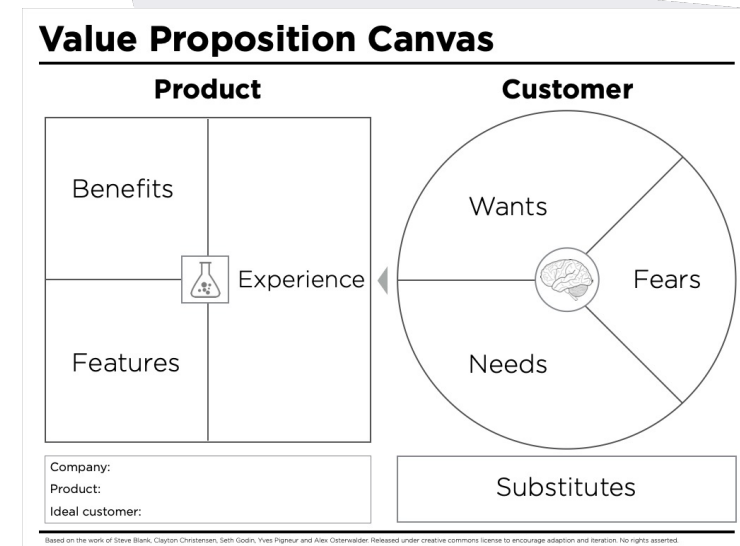 Value Proposition Canvas
Product
Customer
Benefits
Experience
Features
Wants
Fears
Needs
Company:
Product:
Ideal customer:
Substitutes
Based on the work of Steve Blank, Clayton Christensen, Seth Godin, Yves Pigneur and Alex Osterwalder. Released under creative commons license to encourage adaption and iteration. No rights asserted.